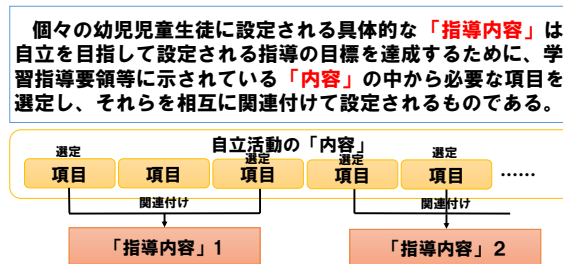 個々の幼児児童生徒に設定される具体的な「指導内容」は
自立を目指して設定される指導の目標を達成するために、学
習指導要領等に示されている「内容」の中から必要な項目を
選定し、それらを相互に関連付けて設定されるものである。
自立活動の「内容」
選定 選定 選定 選定
項目 項目 項目 項目 項目 ……
関連付け 関連付け
「指導内容」1 「指導内容」2